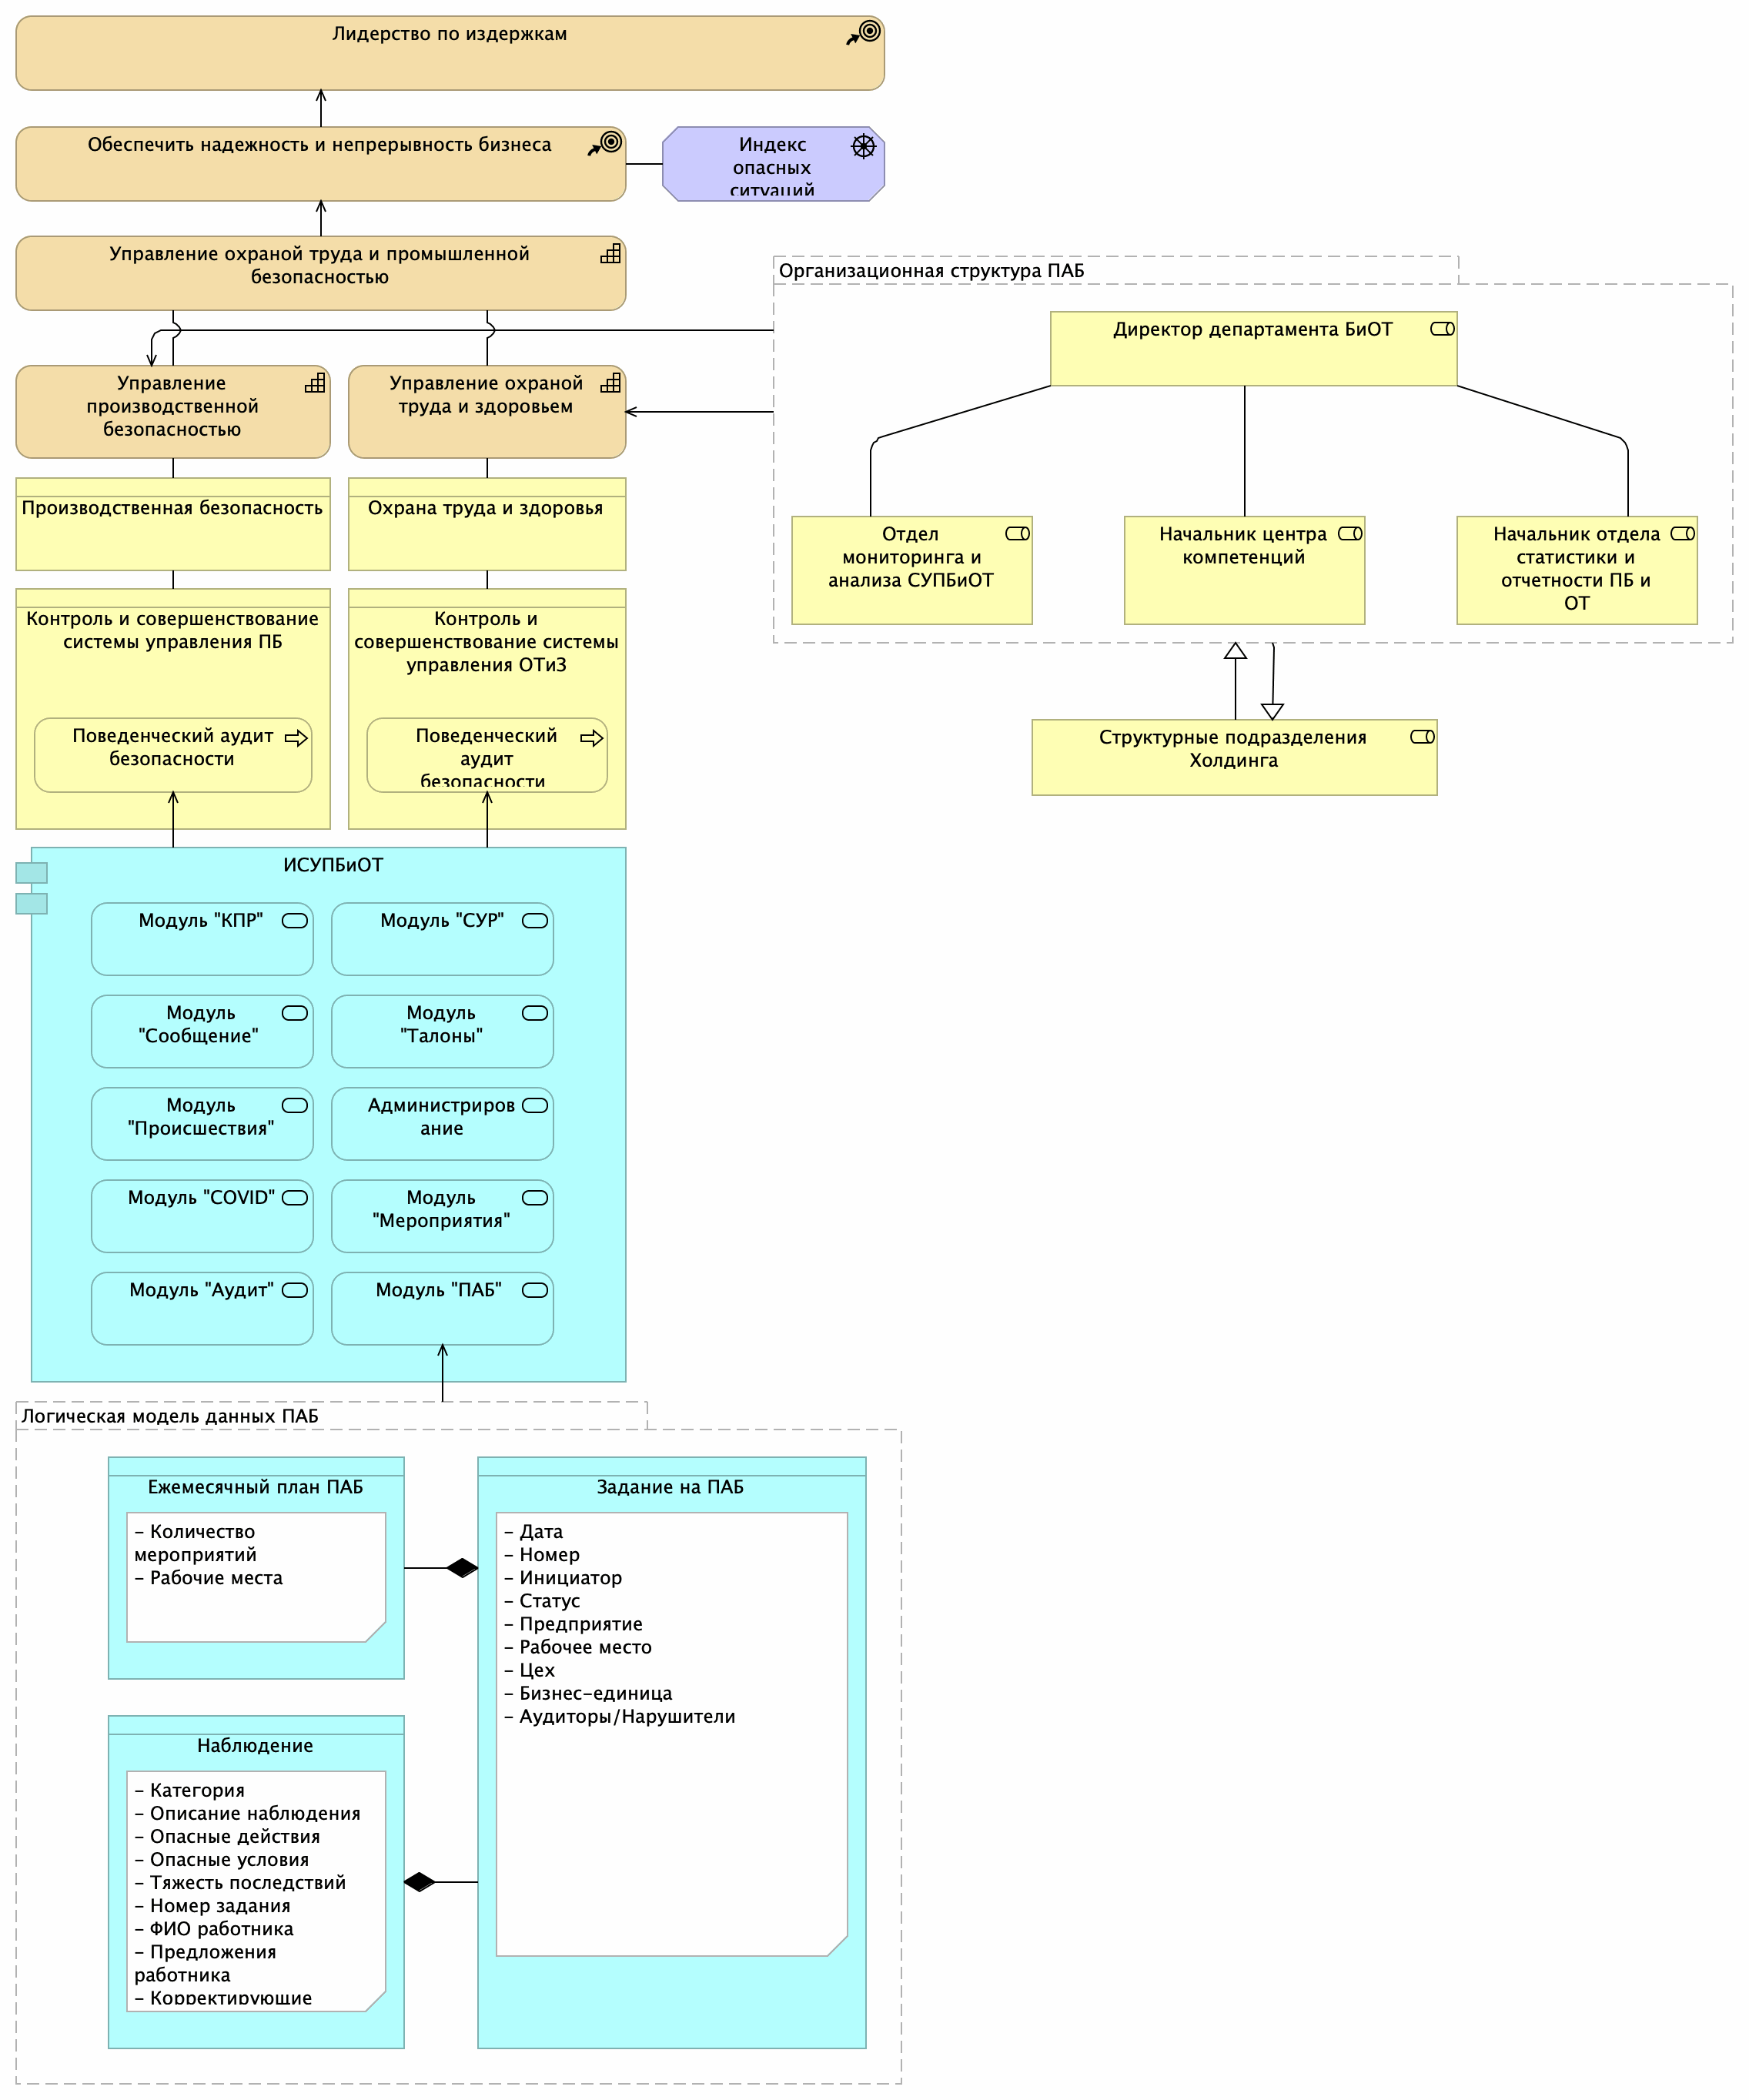 Лидерство по издержкам
Обеспечить надежность и непрерывность бизнеса
Индекс
опасных
ситуаций
Управление охраной труда и промышленной
безопасностью
Организационная структура ПАБ
Директор департамента БиОТ
Управление
производственной
безопасностью
Управление охраной
труда и здоровьем
Отдел
мониторинга и
анализа СУПБиОТ
Начальник центра
компетенций
Начальник отдела
статистики и
отчетности ПБ и
ОТ
Производственная безопасность
Охрана труда и здоровья
Контроль и совершенствование
системы управления ПБ
Контроль и
совершенствование системы
управления ОТиЗ
Поведенческий аудит
безопасности
Поведенческий
аудит
безопасности
Структурные подразделения
Холдинга
ИСУПБиОТ
Модуль "КПР"
Модуль "СУР"
Модуль
"Сообщение"
Модуль
"Талоны"
Модуль
"Происшествия"
Администриров
ание
Модуль "COVID"
Модуль
"Мероприятия"
Модуль "Аудит"
Модуль "ПАБ"
Логическая модель данных ПАБ
Ежемесячный план ПАБ
– Количество
мероприятий
– Рабочие места
Задание на ПАБ
– Дата
– Номер
– Инициатор
– Статус
– Предприятие
– Рабочее место
– Цех
– Бизнес–единица
– Аудиторы/Нарушители
Наблюдение
– Категория
– Описание наблюдения
– Опасные действия
– Опасные условия
– Тяжесть последствий
– Номер задания
– ФИО работника
– Предложения
работника
– Корректирующие